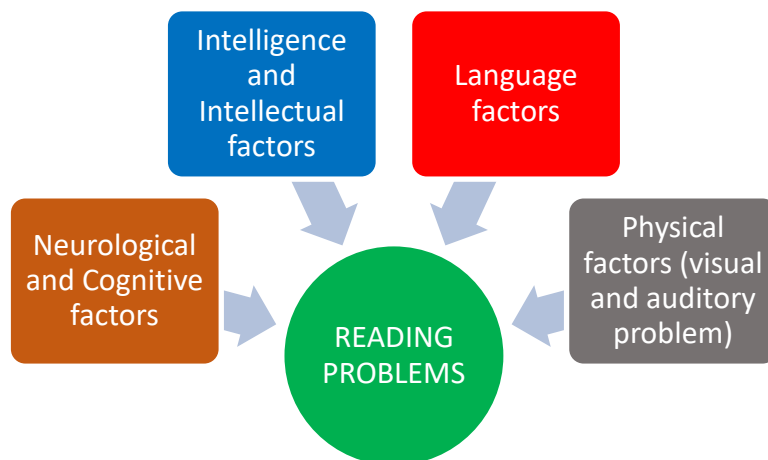 Intelligence
and
Intellectual
factors
Language
factors
Neurological
and Cognitive
factors
Physical
factors (visual
and auditory
problem)
READING
PROBLEMS